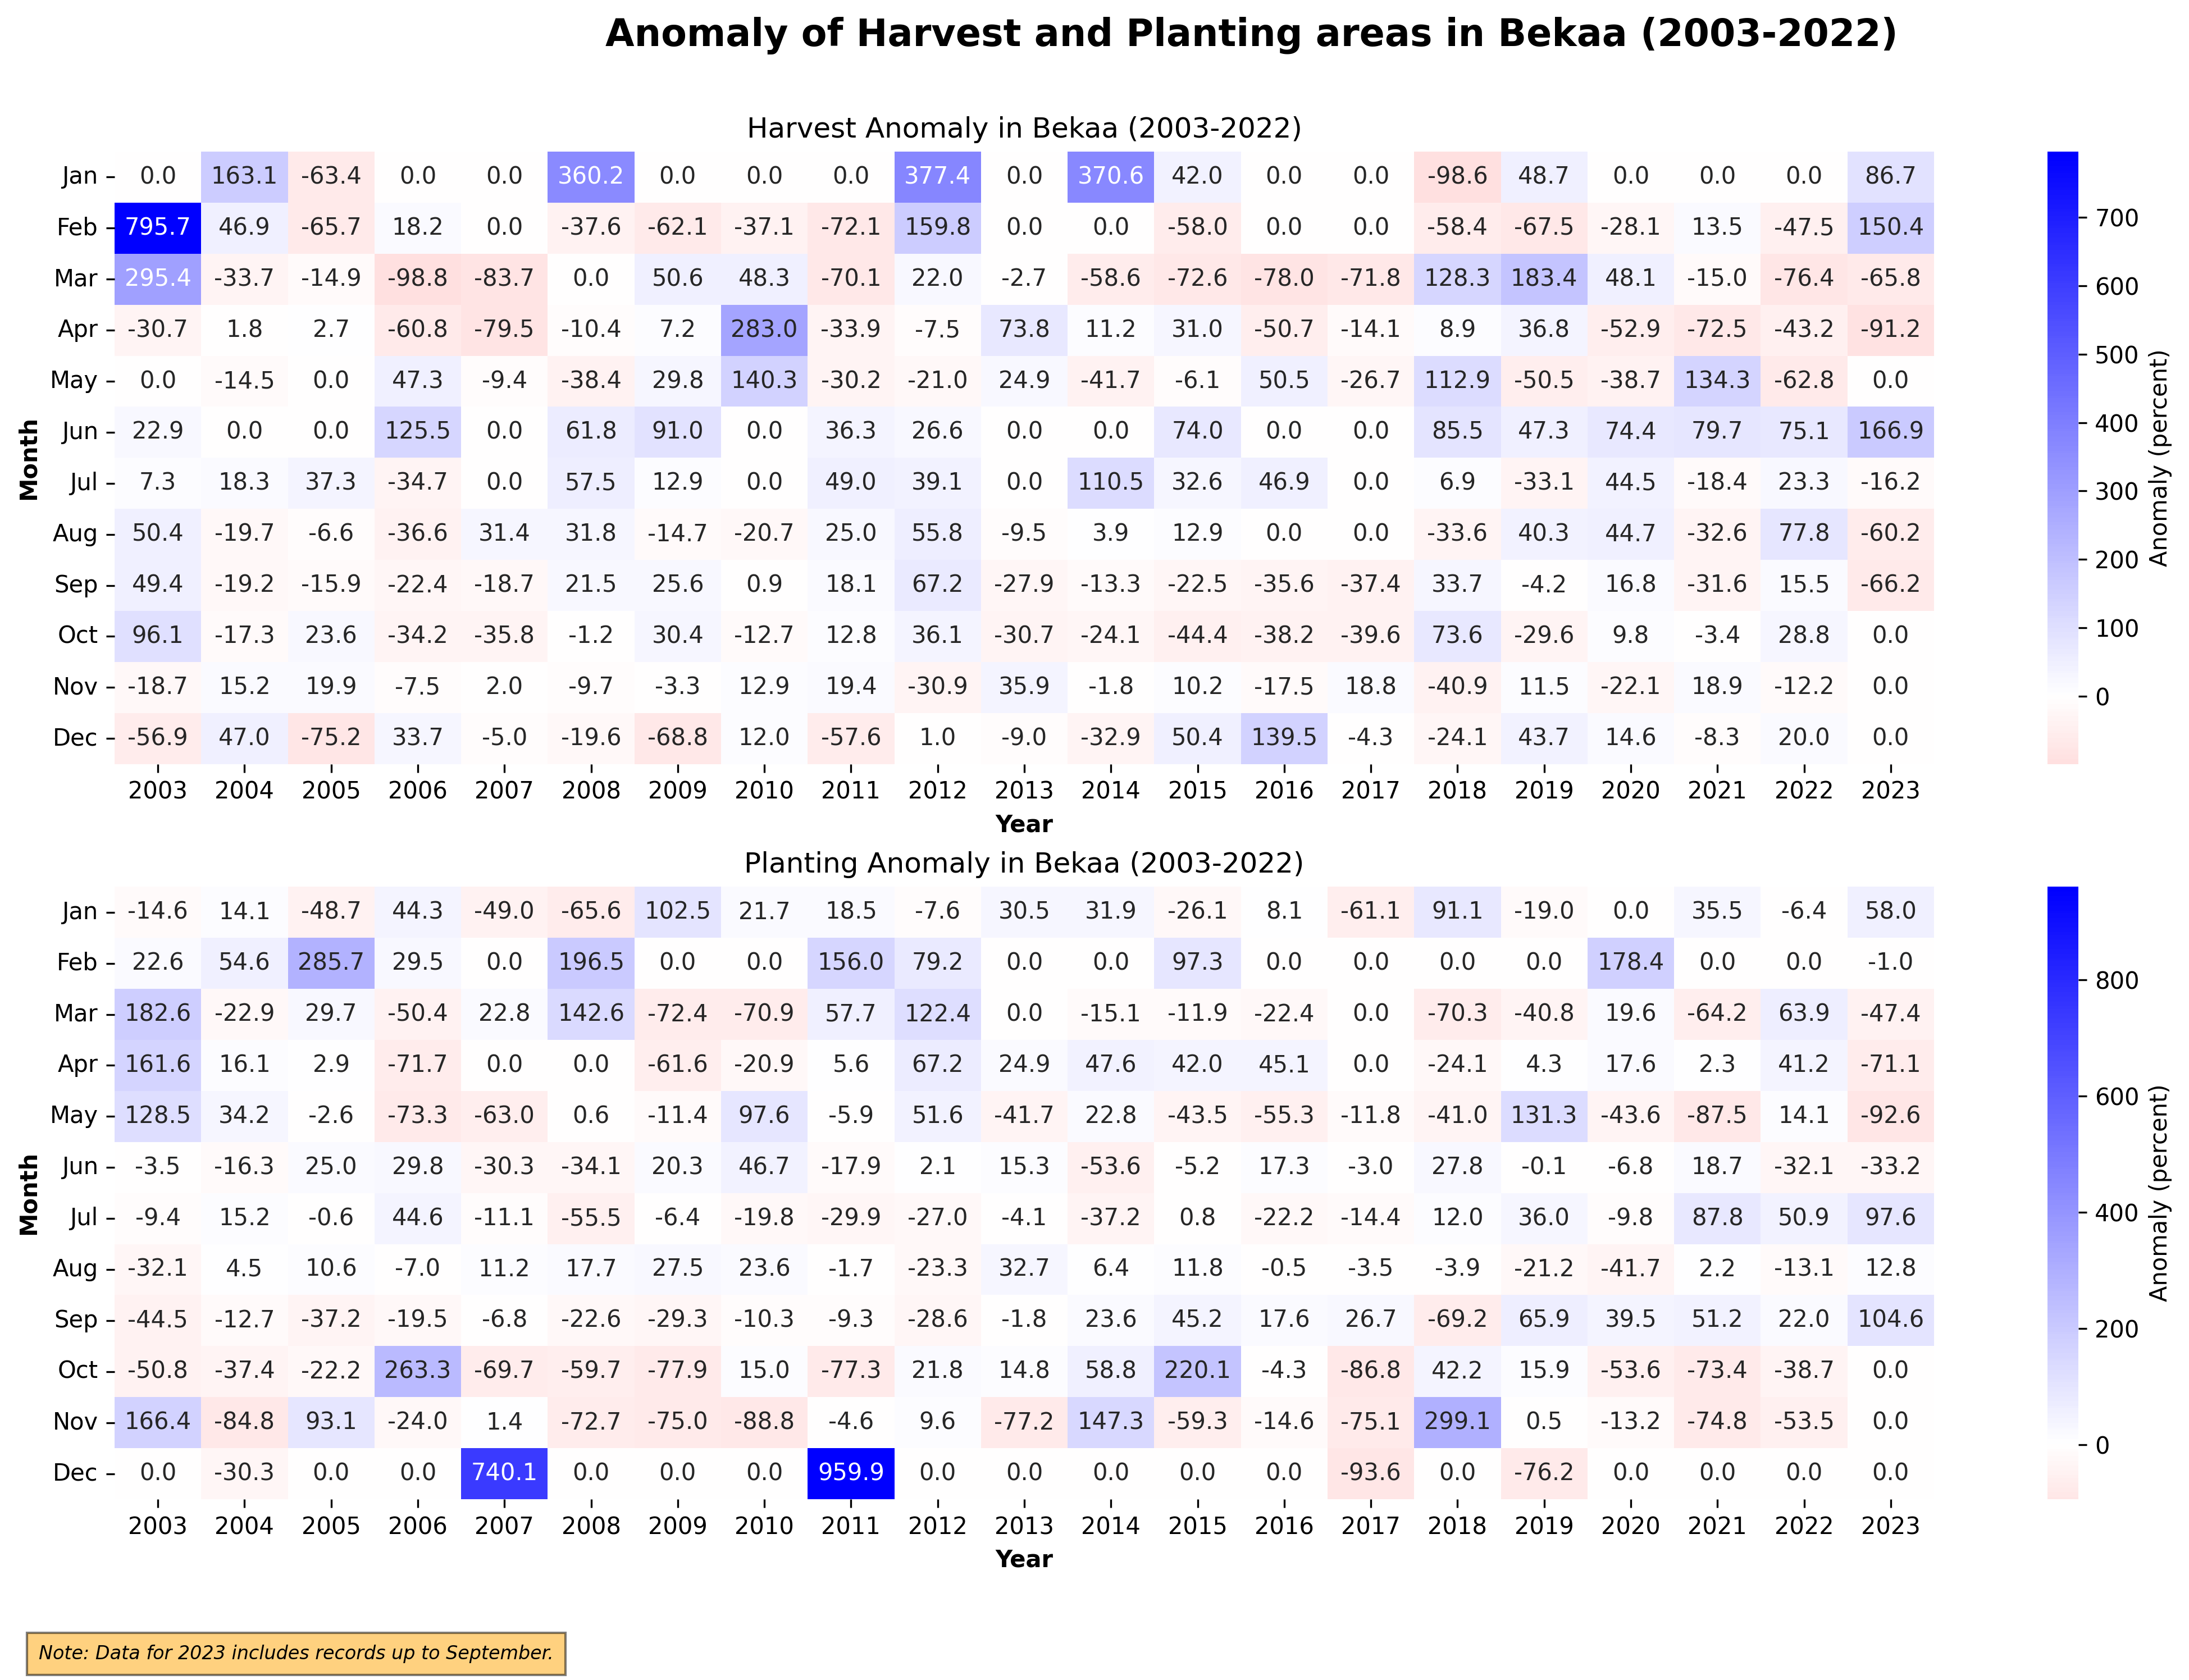 Anomaly of Harvest and Planting areas in Bekaa (2003-2022)
Harvest Anomaly in Bekaa (2003-2022)
Jan 0.0 163.1 -63.4 0.0 0.0 360.2 0.0 0.0 0.0 377.4 0.0 370.6 42.0 0.0 0.0 -98.6 48.7 0.0 0.0 0.0 86.7
Feb 795.7 46.9 -65.7 18.2 0.0 -37.6 -62.1 -37.1 -72.1 159.8 0.0 0.0 -58.0 0.0 0.0 -58.4 -67.5 -28.1 13.5 -47.5 150.4
Mar 295.4 -33.7 -14.9 -98.8 -83.7 0.0 50.6 48.3 -70.1 22.0 -2.7 -58.6 -72.6 -78.0 -71.8 128.3 183.4 48.1 -15.0 -76.4 -65.8
Apr -30.7 1.8 2.7 -60.8 -79.5 -10.4 7.2 283.0 -33.9 -7.5 73.8 11.2 31.0 -50.7 -14.1 8.9 36.8 -52.9 -72.5 -43.2 -91.2
May 0.0 -14.5 0.0 47.3 -9.4 -38.4 29.8 140.3 -30.2 -21.0 24.9 -41.7 -6.1 50.5 -26.7 112.9 -50.5 -38.7 134.3 -62.8 0.0
Jun 22.9 0.0 0.0 125.5 0.0 61.8 91.0 0.0 36.3 26.6 0.0 0.0 74.0 0.0 0.0 85.5 47.3 74.4 79.7 75.1 166.9
Jul 7.3 18.3 37.3 -34.7 0.0 57.5 12.9 0.0 49.0 39.1 0.0 110.5 32.6 46.9 0.0 6.9 -33.1 44.5 -18.4 23.3 -16.2
Aug 50.4 -19.7 -6.6 -36.6 31.4 31.8 -14.7 -20.7 25.0 55.8 -9.5 3.9 12.9 0.0 0.0 -33.6 40.3 44.7 -32.6 77.8 -60.2
Sep 49.4 -19.2 -15.9 -22.4 -18.7 21.5 25.6 0.9 18.1 67.2 -27.9 -13.3 -22.5 -35.6 -37.4 33.7 -4.2 16.8 -31.6 15.5 -66.2
Oct 96.1 -17.3 23.6 -34.2 -35.8 -1.2 30.4 -12.7 12.8 36.1 -30.7 -24.1 -44.4 -38.2 -39.6 73.6 -29.6 9.8 -3.4 28.8 0.0
Nov -18.7 15.2 19.9 -7.5 2.0 -9.7 -3.3 12.9 19.4 -30.9 35.9 -1.8 10.2 -17.5 18.8 -40.9 11.5 -22.1 18.9 -12.2 0.0
Dec -56.9 47.0 -75.2 33.7 -5.0 -19.6 -68.8 12.0 -57.6 1.0 -9.0 -32.9 50.4 139.5 -4.3 -24.1 43.7 14.6 -8.3 20.0 0.0
2003 2004 2005 2006 2007 2008 2009 2010 2011 2012 2013 2014 2015 2016 2017 2018 2019 2020 2021 2022 2023
Year
Month
700
600
500
400
300
200
100
0
Anomaly (percent)
Planting Anomaly in Bekaa (2003-2022)
Jan -14.6 14.1 -48.7 44.3 -49.0 -65.6 102.5 21.7 18.5 -7.6 30.5 31.9 -26.1 8.1 -61.1 91.1 -19.0 0.0 35.5 -6.4 58.0
Feb 22.6 54.6 285.7 29.5 0.0 196.5 0.0 0.0 156.0 79.2 0.0 0.0 97.3 0.0 0.0 0.0 0.0 178.4 0.0 0.0 -1.0
Mar 182.6 -22.9 29.7 -50.4 22.8 142.6 -72.4 -70.9 57.7 122.4 0.0 -15.1 -11.9 -22.4 0.0 -70.3 -40.8 19.6 -64.2 63.9 -47.4
Apr 161.6 16.1 2.9 -71.7 0.0 0.0 -61.6 -20.9 5.6 67.2 24.9 47.6 42.0 45.1 0.0 -24.1 4.3 17.6 2.3 41.2 -71.1
May 128.5 34.2 -2.6 -73.3 -63.0 0.6 -11.4 97.6 -5.9 51.6 -41.7 22.8 -43.5 -55.3 -11.8 -41.0 131.3 -43.6 -87.5 14.1 -92.6
Jun -3.5 -16.3 25.0 29.8 -30.3 -34.1 20.3 46.7 -17.9 2.1 15.3 -53.6 -5.2 17.3 -3.0 27.8 -0.1 -6.8 18.7 -32.1 -33.2
Jul -9.4 15.2 -0.6 44.6 -11.1 -55.5 -6.4 -19.8 -29.9 -27.0 -4.1 -37.2 0.8 -22.2 -14.4 12.0 36.0 -9.8 87.8 50.9 97.6
Aug -32.1 4.5 10.6 -7.0 11.2 17.7 27.5 23.6 -1.7 -23.3 32.7 6.4 11.8 -0.5 -3.5 -3.9 -21.2 -41.7 2.2 -13.1 12.8
Sep -44.5 -12.7 -37.2 -19.5 -6.8 -22.6 -29.3 -10.3 -9.3 -28.6 -1.8 23.6 45.2 17.6 26.7 -69.2 65.9 39.5 51.2 22.0 104.6
Oct -50.8 -37.4 -22.2 263.3 -69.7 -59.7 -77.9 15.0 -77.3 21.8 14.8 58.8 220.1 -4.3 -86.8 42.2 15.9 -53.6 -73.4 -38.7 0.0
Nov 166.4 -84.8 93.1 -24.0 1.4 -72.7 -75.0 -88.8 -4.6 9.6 -77.2 147.3 -59.3 -14.6 -75.1 299.1 0.5 -13.2 -74.8 -53.5 0.0
Dec 0.0 -30.3 0.0 0.0 740.1 0.0 0.0 0.0 959.9 0.0 0.0 0.0 0.0 0.0 -93.6 0.0 -76.2 0.0 0.0 0.0 0.0
2003 2004 2005 2006 2007 2008 2009 2010 2011 2012 2013 2014 2015 2016 2017 2018 2019 2020 2021 2022 2023
Year
Month
800
600
400
200
0
Anomaly (percent)
Note: Data for 2023 includes records up to September.